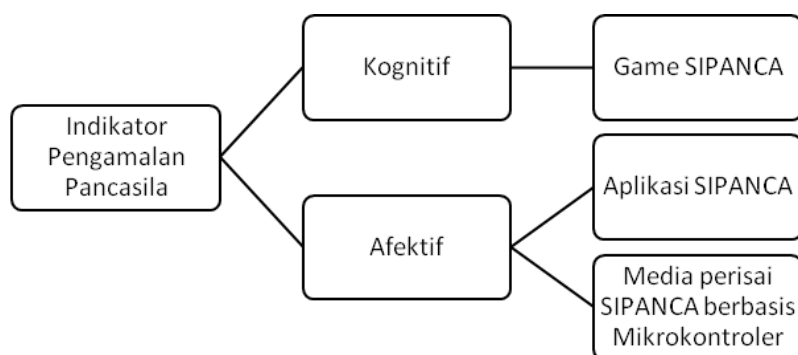 Indikator
Pengamalan
Pancasila
Kognitif
Game SIPANCA
Afektif
Aplikasi SIPANCA
Media perisai
SIPANCA berbasis
Mikrokontroler